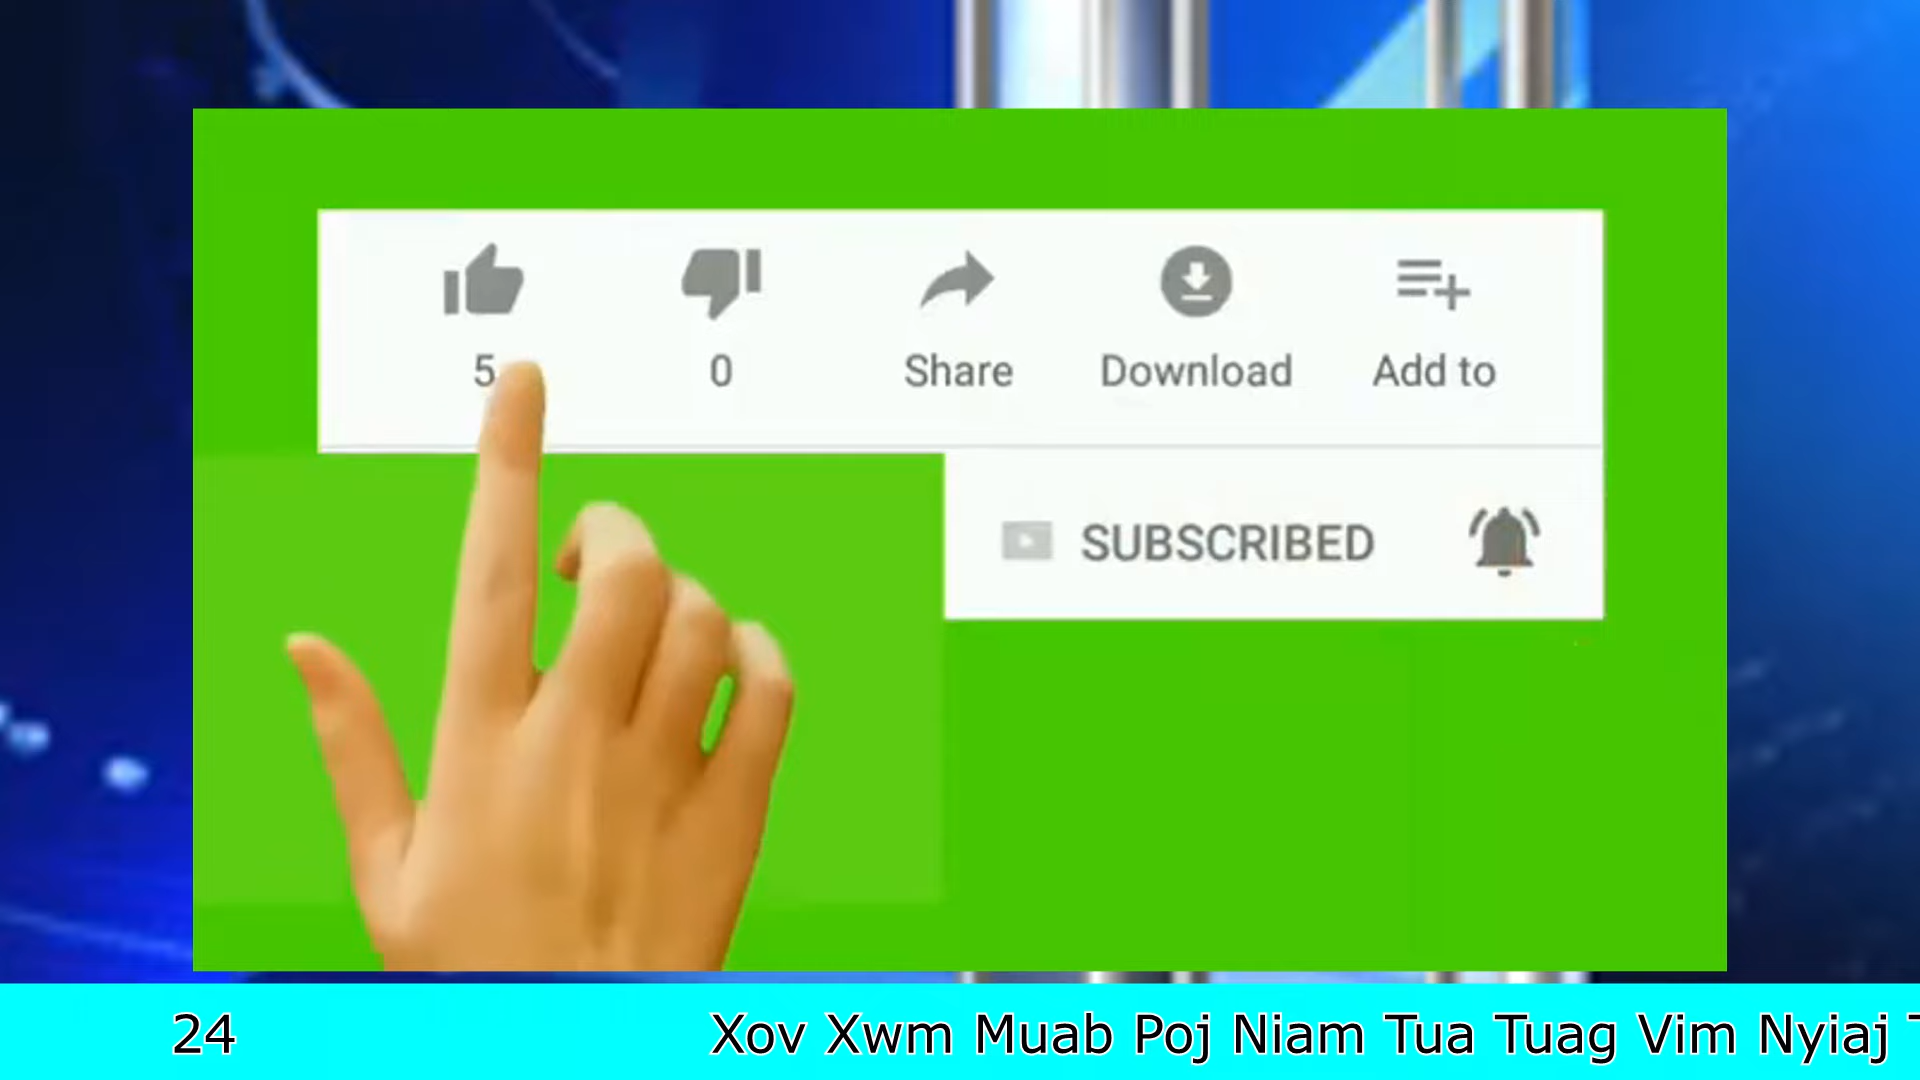 5 0 Share Download Add to
SUBSCRIBED
24 Xov Xwm Muab Poj Niam Tua Tuag Vim Nyiaj